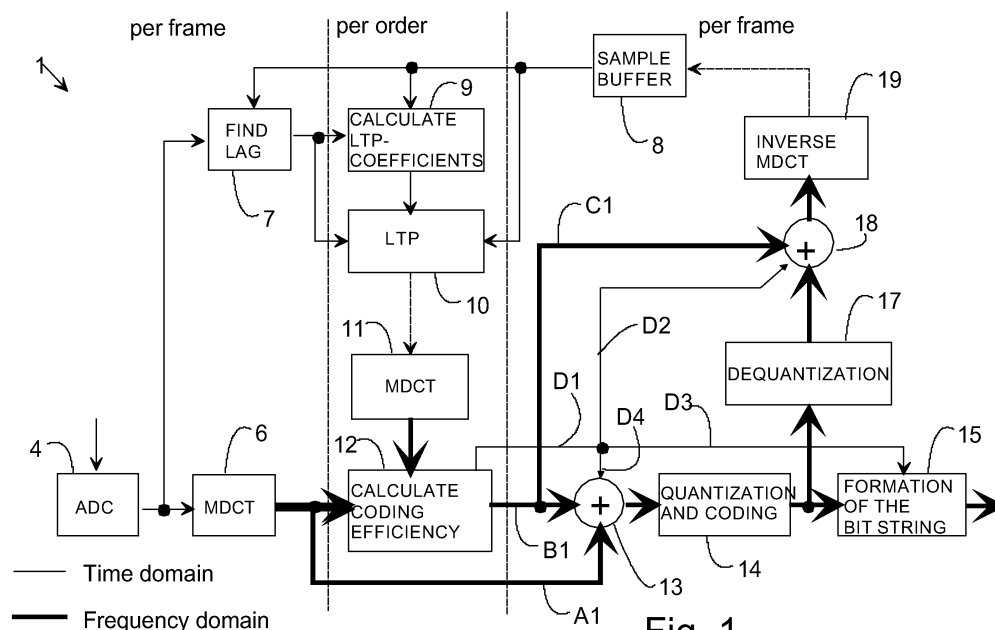 per frame
per order
per frame
1
SAMPLE
BUFFER
8
19
9
FIND
LAG
7
CALCULATE
LTP-
COEFFICIENTS
INVERSE
MDCT
C1
18
LTP
10
17
11
D2
MDCT
DEQUANTIZATION
D1
D4
D3
4
6
12
15
ADC
MDCT
CALCULATE
CODING
EFFICIENCY
+
+
QUANTIZATION
AND CODING
FORMATION
OF THE
BIT STRING
B1
13
14
Time domain
A1
Frequency domain
Fig. 1